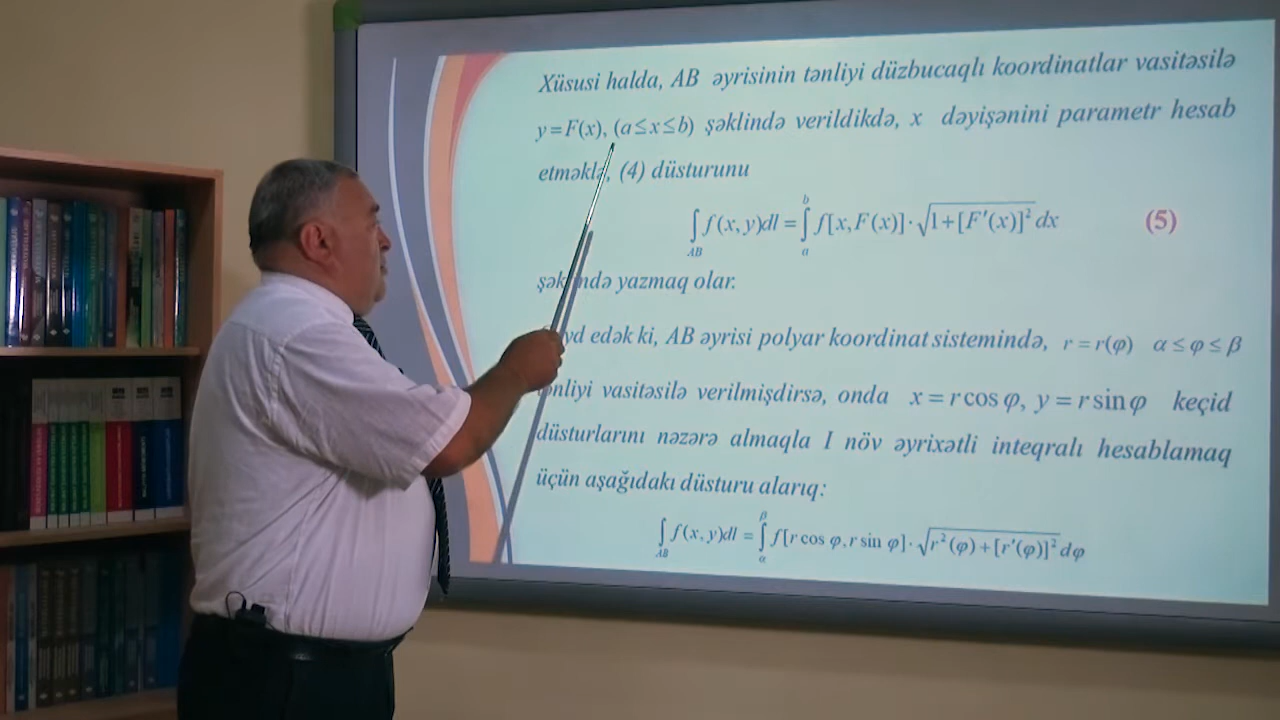 Xüsusi halda, AB əyrisinin tənliyi düzbucaqlı koordinatlar vasitəsilə
y=F(x), (a≤x≤b) şəklində verildikdə, x dəyişənini parametr hesab
etməklə, (4) düsturunu
∫_{AB} f(x,y)dl = ∫_a^b f[x,F(x)]·√(1+[F′(x)]²) dx (5)
şəklində yazmaq olar.
edək ki, AB əyrisi polyar koordinat sistemində, r=r(φ) α≤φ≤β
tənliyi vasitəsilə verilmişdirsə, onda x=r cos φ, y=r sin φ keçid
düsturlarını nəzərə almaqla I növ əyrixətli inteqralı hesablamaq
üçün aşağıdakı düsturu alarıq:
∫_{AB} f(x,y)dl = ∫_α^β f[r cos φ, r sin φ]·√(r²(φ)+[r′(φ)]²) dφ